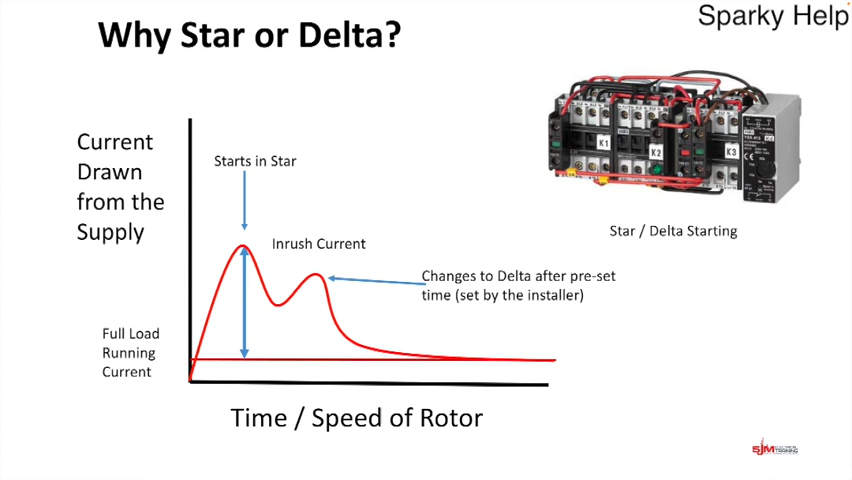 Sparky Help
Why Star or Delta?
Current
Drawn
from the
Supply
Starts in Star
Inrush Current
Changes to Delta after pre-set
time (set by the installer)
Full Load
Running
Current
Time / Speed of Rotor
K1
K2
K3
Star / Delta Starting
SJM